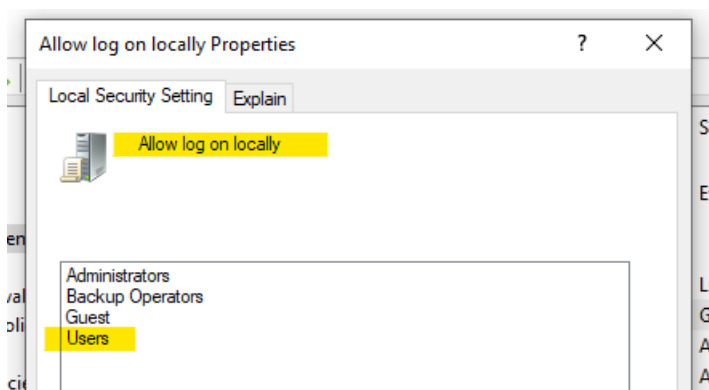 Allow log on locally Properties
?
Local Security Setting
Explain
Allow log on locally
Administrators
Backup Operators
Guest
Users